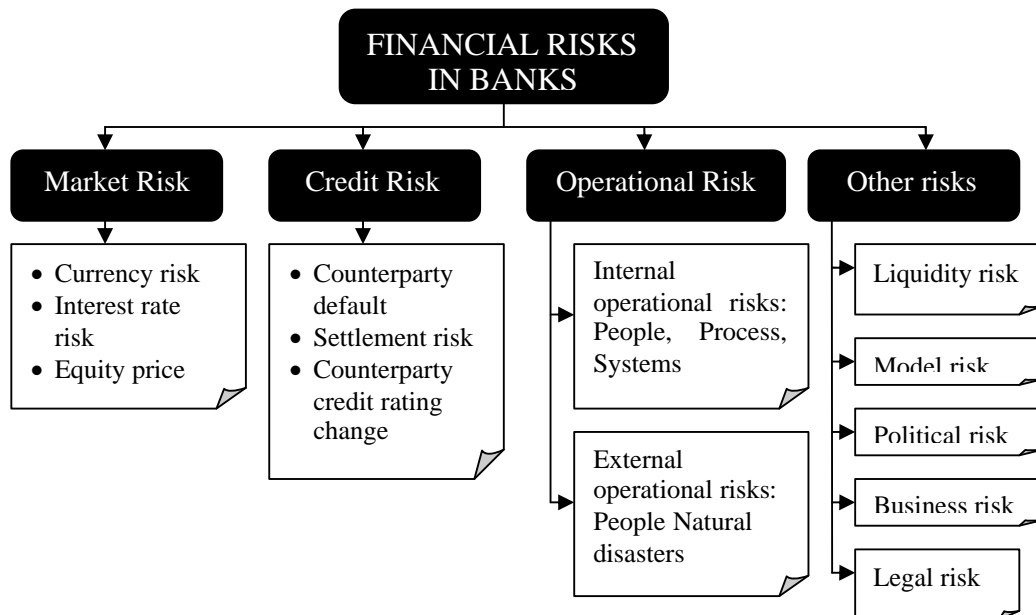 FINANCIAL RISKS
IN BANKS
Market Risk
Credit Risk
Operational Risk
Other risks
• Currency risk
• Interest rate
risk
• Equity price
• Counterparty
default
• Settlement risk
• Counterparty
credit rating
change
Internal
operational risks:
People, Process,
Systems
External
operational risks:
People Natural
disasters
Liquidity risk
Model risk
Political risk
Business risk
Legal risk